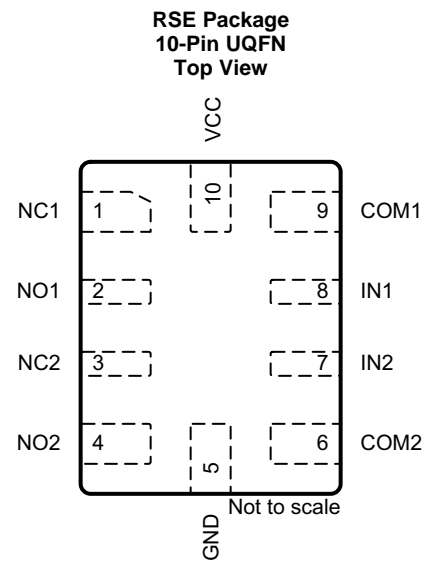 RSE Package
10-Pin UQFN
Top View
VCC
10
NC1 1 9 COM1
NO1 2 8 IN1
NC2 3 7 IN2
NO2 4 6 COM2
5
Not to scale
GND